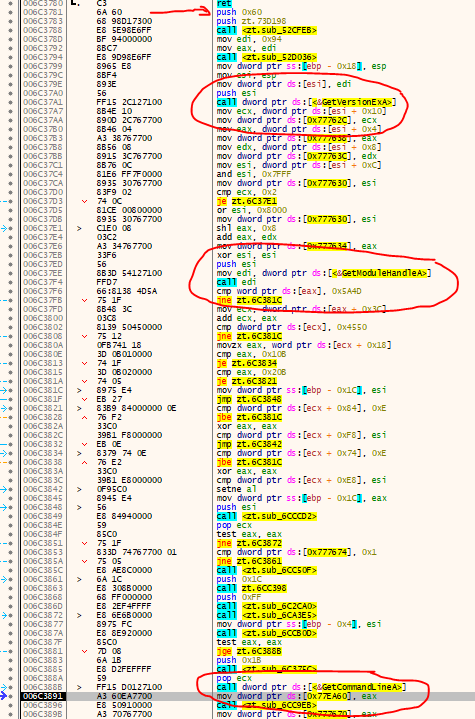 006C3780 C3 ret
006C3781 6A 60 push 0x60
006C3783 68 98D17300 push zt.73D198
006C3788 E8 5E98E6FF call <zt.sub_52CFEB>
006C378D BF 94000000 mov edi, 0x94
006C3792 8BC7 mov eax, edi
006C3794 E8 9D98E6FF call <zt.sub_52D036>
006C3799 8965 E8 mov dword ptr ss:[ebp - 0x18], esp
006C379C 8BF4 mov esi, esp
006C379E 893E mov dword ptr ds:[esi], edi
006C37A0 56 push esi
006C37A1 FF15 2C127100 call dword ptr ds:[<&GetVersionExA>]
006C37A7 8B4E 10 mov ecx, dword ptr ds:[esi + 0x10]
006C37AA 890D 2C767700 mov dword ptr ds:[0x77762C], ecx
006C37B0 8B46 04 mov eax, dword ptr ds:[esi + 0x4]
006C37B3 A3 38767700 mov dword ptr ds:[0x777638], eax
006C37B8 8B56 08 mov edx, dword ptr ds:[esi + 0x8]
006C37BB 8915 3C767700 mov dword ptr ds:[0x77763C], edx
006C37C1 8B76 0C mov esi, dword ptr ds:[esi + 0xC]
006C37C4 81E6 FF7F0000 and esi, 0x7FFF
006C37CA 8935 30767700 mov dword ptr ds:[0x777630], esi
006C37D0 83F9 02 cmp ecx, 0x2
006C37D3 74 0C je zt.6C37E1
006C37D5 81CE 00800000 or esi, 0x8000
006C37DB 8935 30767700 mov dword ptr ds:[0x777630], esi
006C37E1 C1E0 08 shl eax, 0x8
006C37E4 03C2 add eax, edx
006C37E6 A3 34767700 mov dword ptr ds:[0x777634], eax
006C37EB 33F6 xor esi, esi
006C37ED 56 push esi
006C37EE 8B3D 54127100 mov edi, dword ptr ds:[<&GetModuleHandleA>]
006C37F4 FFD7 call edi
006C37F6 66:8138 4D5A cmp word ptr ds:[eax], 0x5A4D
006C37FB 75 1F jne zt.6C381C
006C37FD 8B48 3C mov ecx, dword ptr ds:[eax + 0x3C]
006C3800 03C8 add ecx, eax
006C3802 8139 50450000 cmp dword ptr ds:[ecx], 0x4550
006C3808 75 12 jne zt.6C381C
006C380A 0FB741 18 movzx eax, word ptr ds:[ecx + 0x18]
006C380E 3D 0B010000 cmp eax, 0x10B
006C3813 74 1F je zt.6C3834
006C3815 3D 0B020000 cmp eax, 0x20B
006C381A 74 05 je zt.6C3821
006C381C 8975 E4 mov dword ptr ss:[ebp - 0x1C], esi
006C381F EB 27 jmp zt.6C3848
006C3821 83B9 84000000 0E cmp dword ptr ds:[ecx + 0x84], 0xE
006C3828 76 F2 jbe zt.6C381C
006C382A 33C0 xor eax, eax
006C382C 39B1 F8000000 cmp dword ptr ds:[ecx + 0xF8], esi
006C3832 EB 0E jmp zt.6C3842
006C3834 8379 74 0E cmp dword ptr ds:[ecx + 0x74], 0xE
006C3838 76 E2 jbe zt.6C381C
006C383A 33C0 xor eax, eax
006C383C 39B1 E8000000 cmp dword ptr ds:[ecx + 0xE8], esi
006C3842 0F95C0 setne al
006C3845 8945 E4 mov dword ptr ss:[ebp - 0x1C], eax
006C3848 56 push esi
006C3849 E8 84940000 call <zt.sub_6CCCD2>
006C384E 59 pop ecx
006C384F 85C0 test eax, eax
006C3851 75 1F jne zt.6C3872
006C3853 833D 74767700 01 cmp dword ptr ds:[0x777674], 0x1
006C385A 75 05 jne zt.6C3861
006C385C E8 AE8C0000 call <zt.sub_6CC50F>
006C3861 6A 1C push 0x1C
006C3863 E8 308B0000 call zt.6CC398
006C3868 68 FF000000 push 0xFF
006C386D E8 2EF4FFFF call <zt.sub_6C2CA0>
006C3872 E8 6E6B0000 call <zt.sub_6CA3E5>
006C3877 8975 FC mov dword ptr ss:[ebp - 0x4], esi
006C387A E8 8E920000 call <zt.sub_6CCB0D>
006C387F 85C0 test eax, eax
006C3881 7D 08 jge zt.6C388B
006C3883 6A 1B push 0x1B
006C3885 E8 D2FEFFFF call <zt.sub_6C375C>
006C388A 59 pop ecx
006C388B FF15 D0127100 call dword ptr ds:[<&GetCommandLineA>]
006C3891 A3 60EA7700 mov dword ptr ds:[0x77EA60], eax
006C3896 E8 50910000 call <zt.sub_6CC9EB>
006C389B A3 70767700 mov dword ptr ds:[0x777670], eax